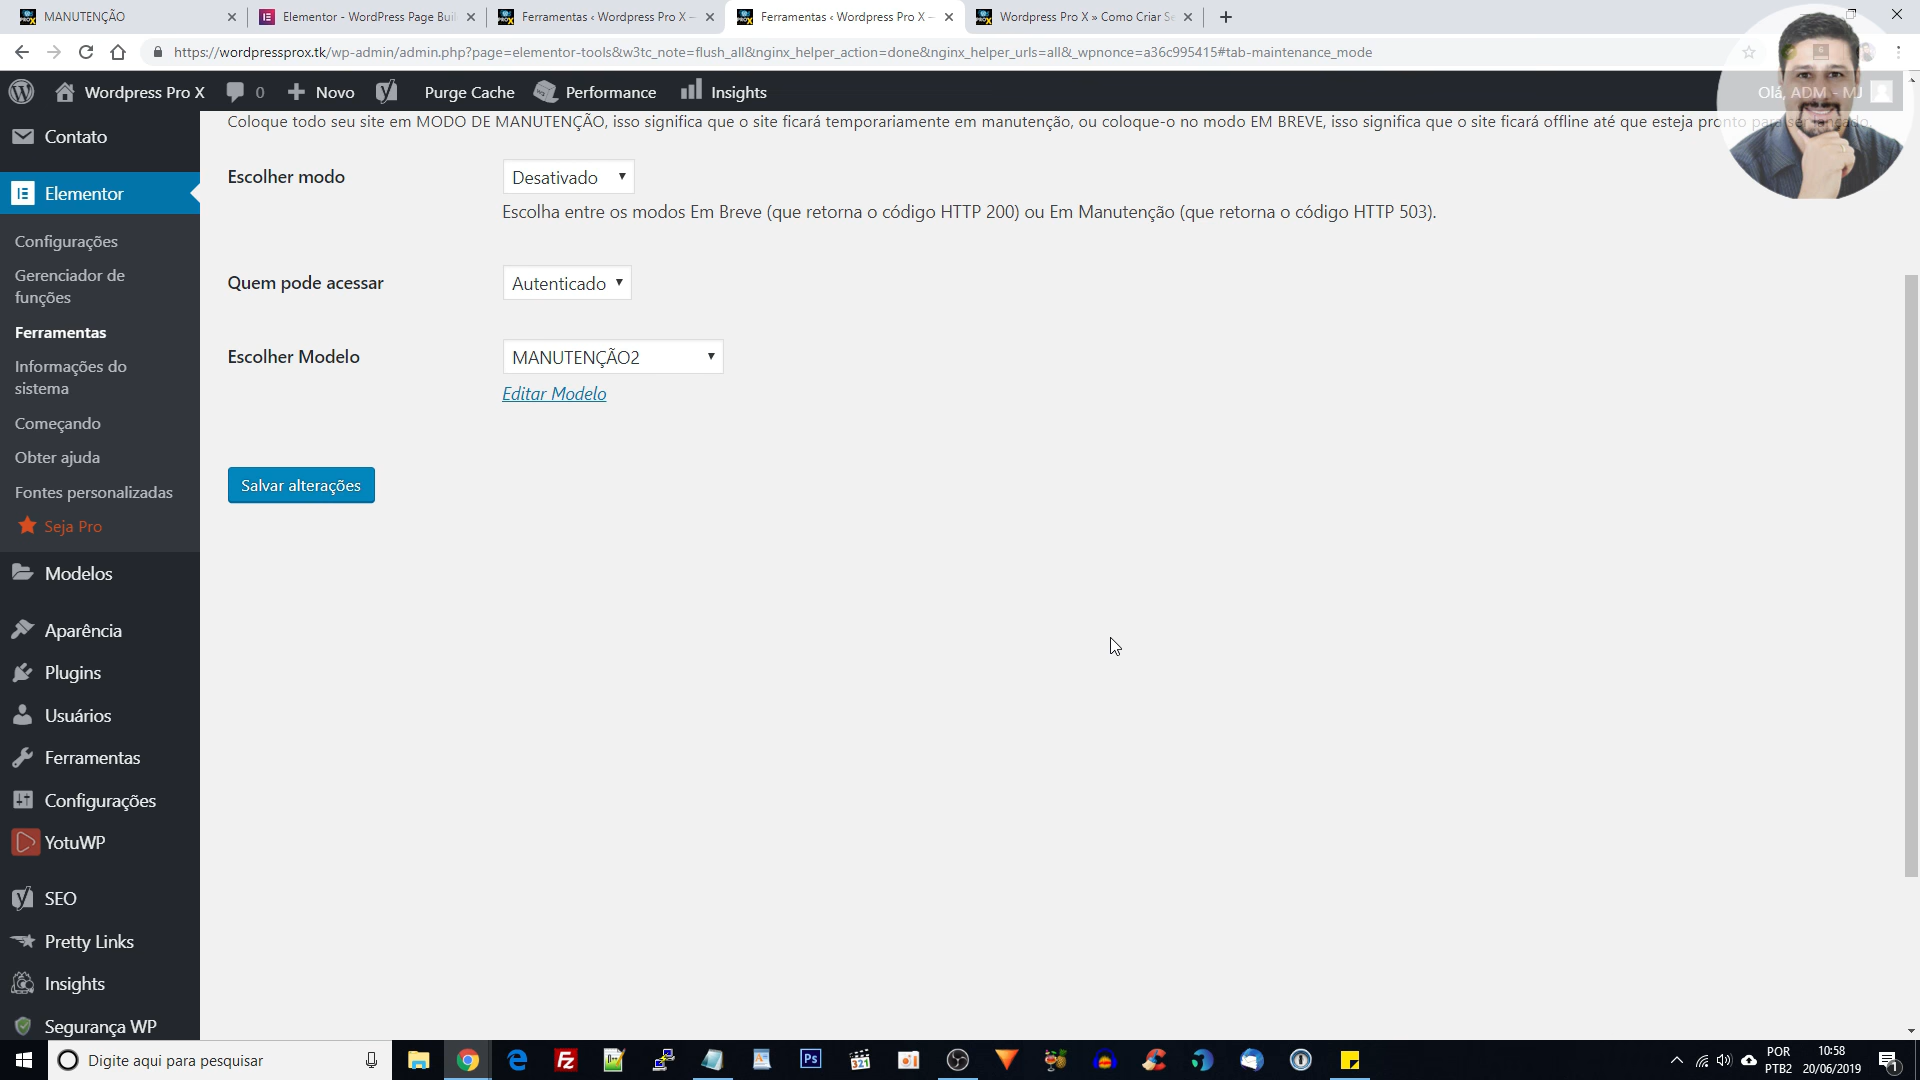 MANUTENÇÃO
Elementor - WordPress Page Buil
Ferramentas ‹ Wordpress Pro X –
Ferramentas ‹ Wordpress Pro X –
Wordpress Pro X » Como Criar S
https://wordpressprox.tk/wp-admin/admin.php?page=elementor-tools&w3tc_note=flush_all&nginx_helper_action=done&nginx_helper_urls=all&_wpnonce=a36c995415#tab-maintenance_mode
Wordpress Pro X
0
Novo
Purge Cache
Performance
Insights
Olá, ADM - MJ
Coloque todo seu site em MODO DE MANUTENÇÃO, isso significa que o site ficará temporariamente em manutenção, ou coloque-o no modo EM BREVE, isso significa que o site ficará offline até que esteja pronto para ser lançado.
Escolher modo
Desativado
Escolha entre os modos Em Breve (que retorna o código HTTP 200) ou Em Manutenção (que retorna o código HTTP 503).
Quem pode acessar
Autenticado
Escolher Modelo
MANUTENÇÃO2
Editar Modelo
Salvar alterações
Contato
Elementor
Configurações
Gerenciador de
funções
Ferramentas
Informações do
sistema
Começando
Obter ajuda
Fontes personalizadas
Seja Pro
Modelos
Aparência
Plugins
Usuários
Ferramentas
Configurações
YotuWP
SEO
Pretty Links
Insights
Segurança WP
Digite aqui para pesquisar
Ps
321
POR
PTB2
10:58
20/06/2019
1